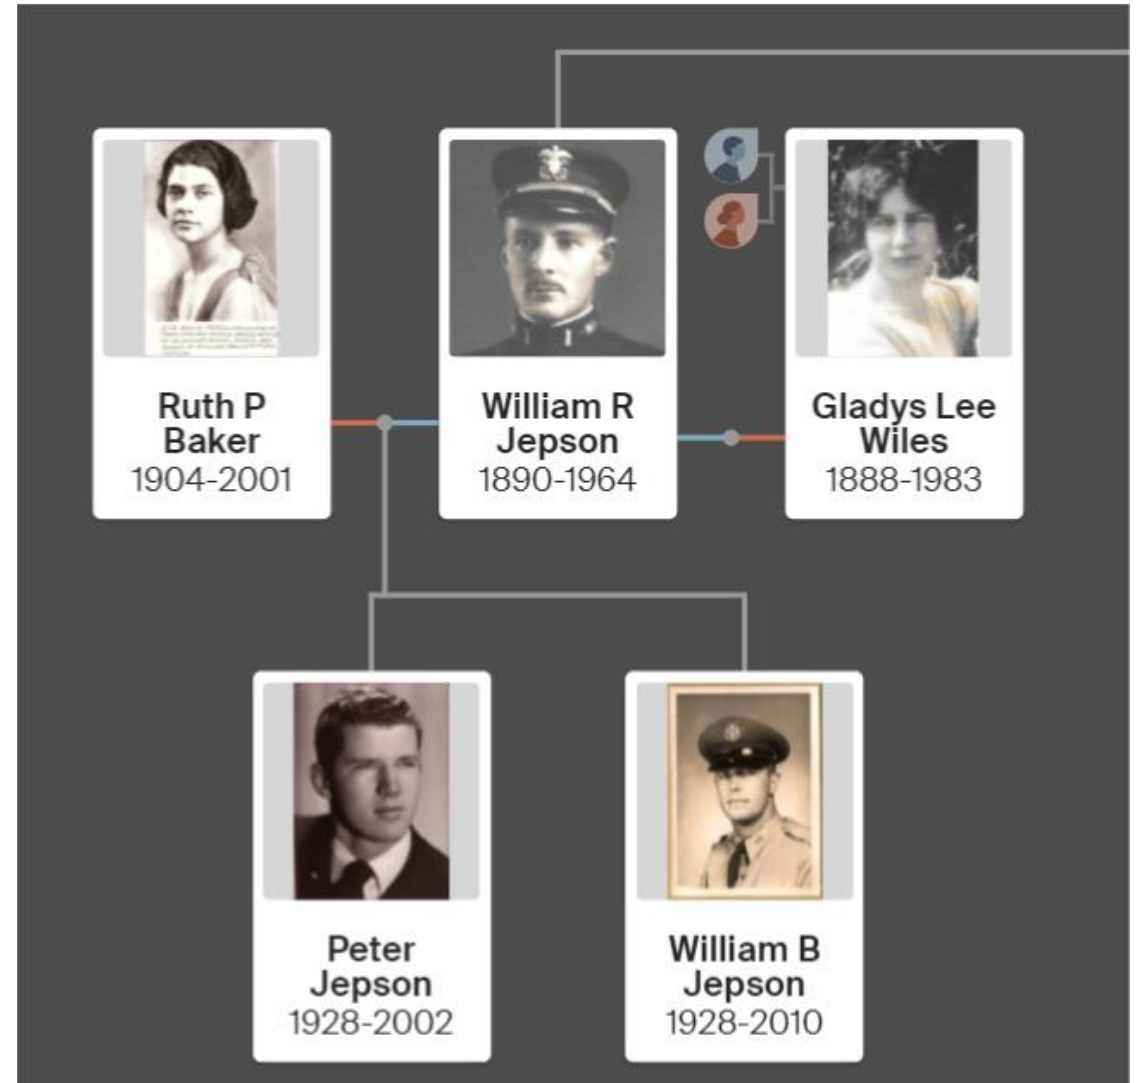 Ruth P
Baker
1904-2001
William R
Jepson
1890-1964
Gladys Lee
Wiles
1888-1983
Peter
Jepson
1928-2002
William B
Jepson
1928-2010